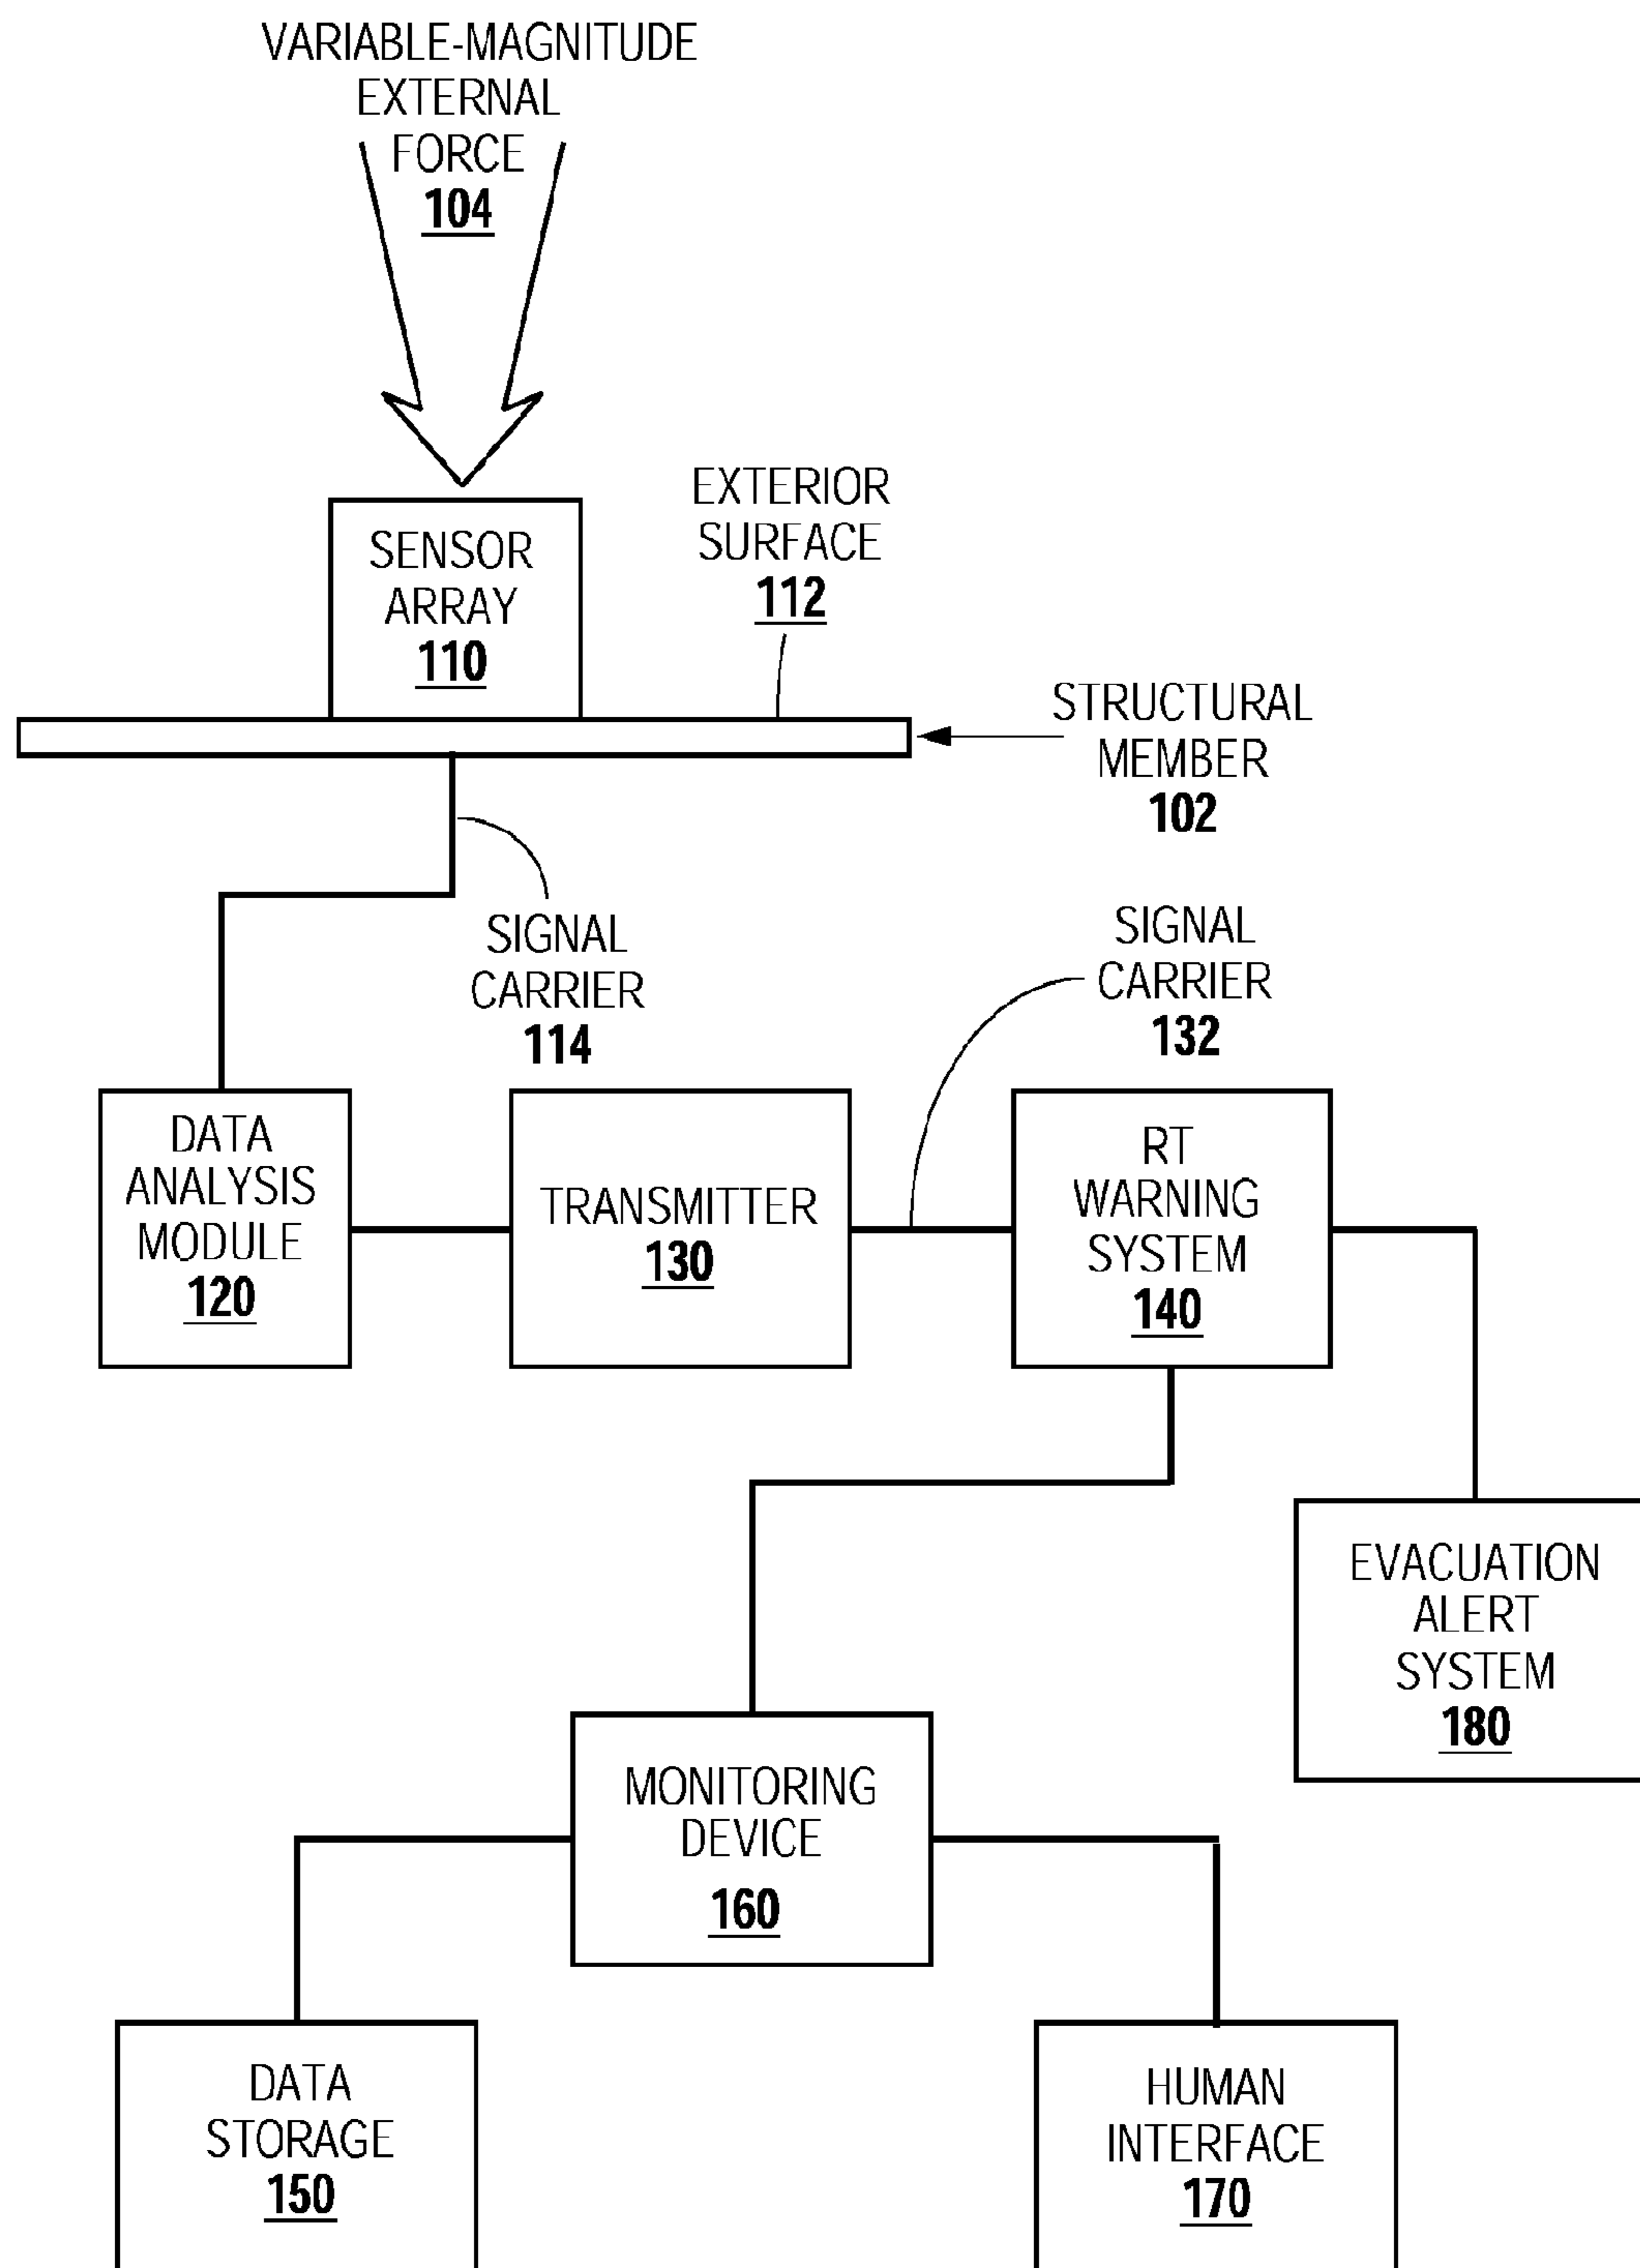 VARIABLE-MAGNITUDE
EXTERNAL
FORCE
104
SENSOR
ARRAY
110
EXTERIOR
SURFACE
112
STRUCTURAL
MEMBER
102
SIGNAL
CARRIER
114
SIGNAL
CARRIER
132
DATA
ANALYSIS
MODULE
120
TRANSMITTER
130
RT
WARNING
SYSTEM
140
EVACUATION
ALERT
SYSTEM
180
MONITORING
DEVICE
160
DATA
STORAGE
150
HUMAN
INTERFACE
170